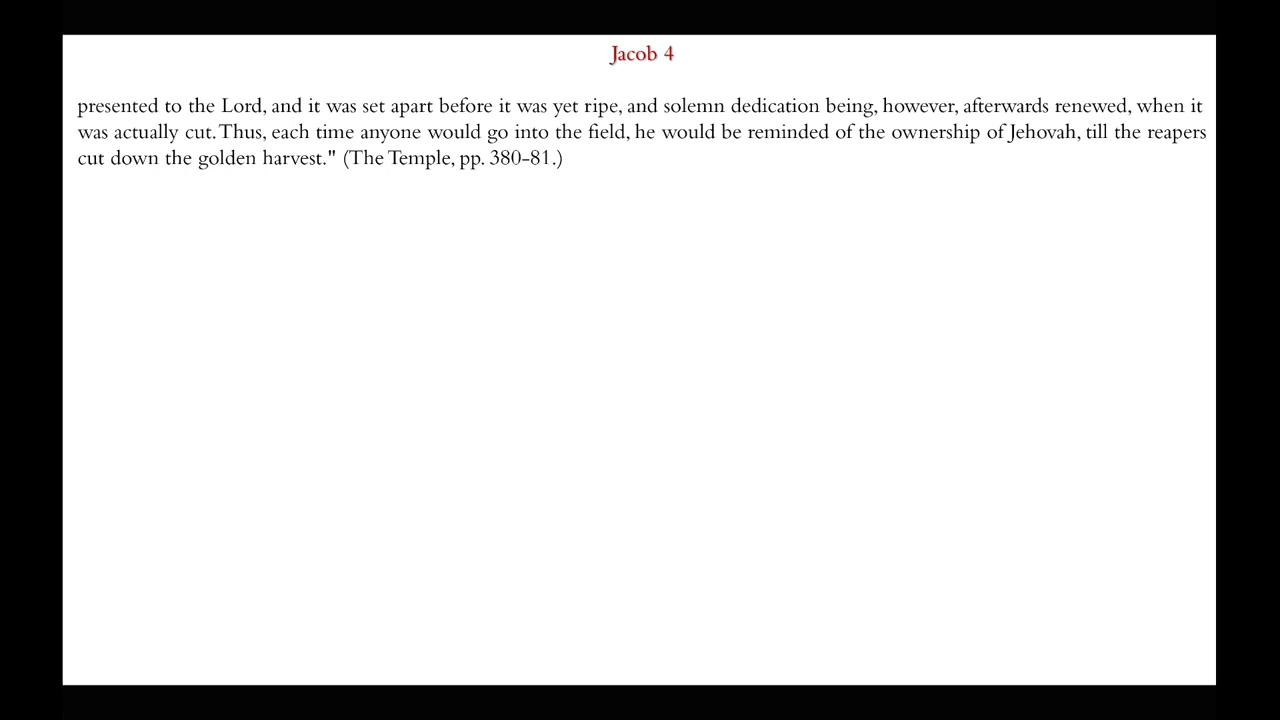 Jacob 4
presented to the Lord, and it was set apart before it was yet ripe, and solemn dedication being, however, afterwards renewed, when it
was actually cut. Thus, each time anyone would go into the field, he would be reminded of the ownership of Jehovah, till the reapers
cut down the golden harvest." (The Temple, pp. 380-81.)